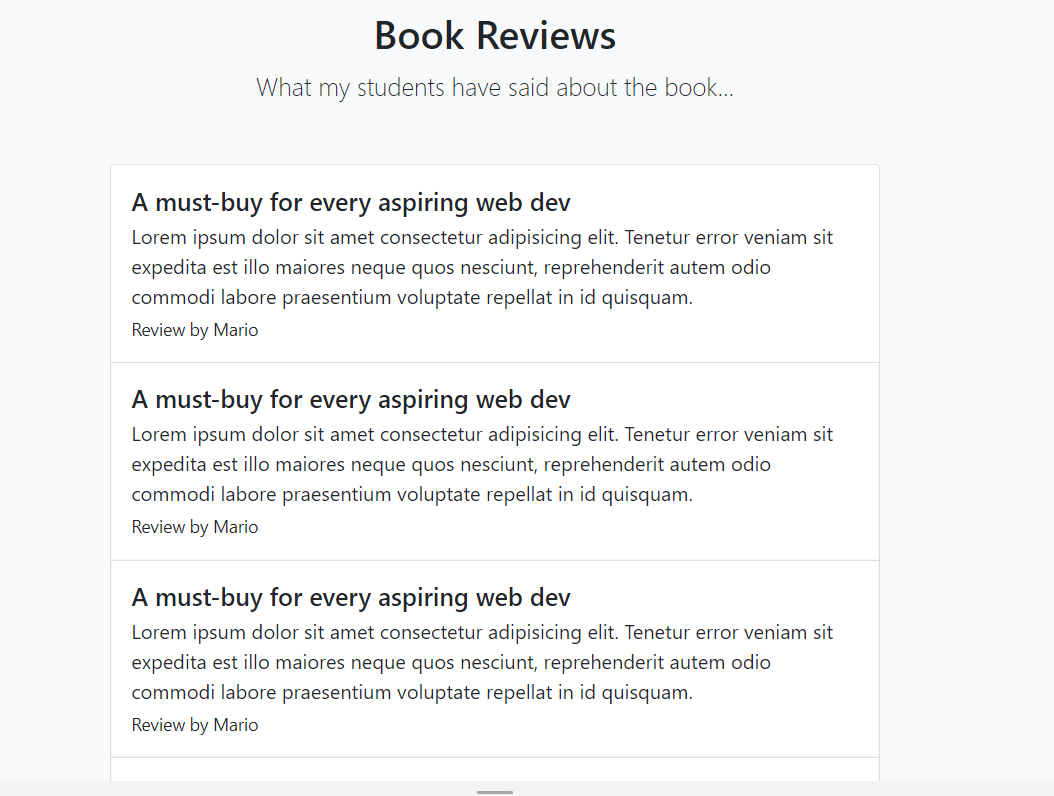 Book Reviews
What my students have said about the book...
A must-buy for every aspiring web dev
Lorem ipsum dolor sit amet consectetur adipisicing elit. Tenetur error veniam sit
expedita est illo maiores neque quos nesciunt, reprehenderit autem odio
commodi labore praesentium voluptate repellat in id quisquam.
Review by Mario
A must-buy for every aspiring web dev
Lorem ipsum dolor sit amet consectetur adipisicing elit. Tenetur error veniam sit
expedita est illo maiores neque quos nesciunt, reprehenderit autem odio
commodi labore praesentium voluptate repellat in id quisquam.
Review by Mario
A must-buy for every aspiring web dev
Lorem ipsum dolor sit amet consectetur adipisicing elit. Tenetur error veniam sit
expedita est illo maiores neque quos nesciunt, reprehenderit autem odio
commodi labore praesentium voluptate repellat in id quisquam.
Review by Mario